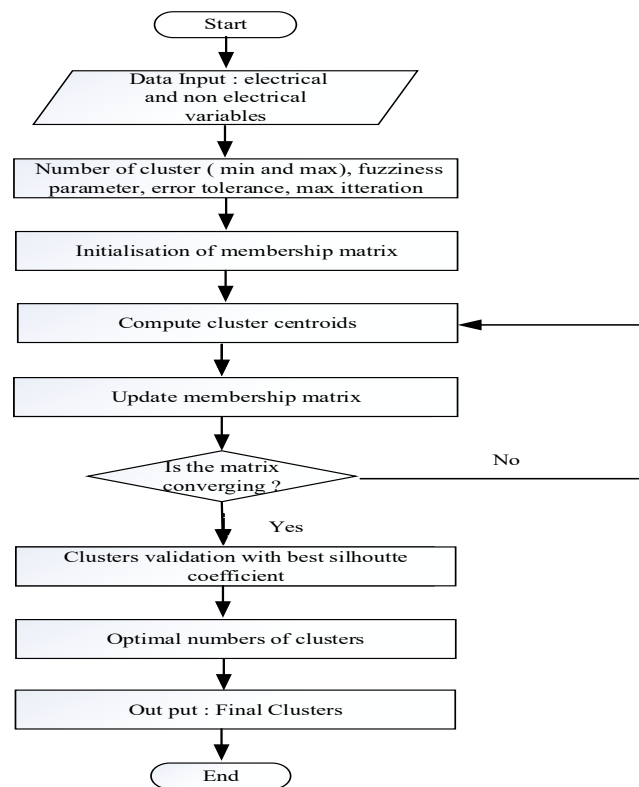 Start
Data Input : electrical
and non electrical
variables
Number of cluster ( min and max), fuzziness
parameter, error tolerance, max itteration
Initialisation of membership matrix
Compute cluster centroids
Update membership matrix
Is the matrix
converging ?
No
Yes
Clusters validation with best silhoutte
coefficient
Optimal numbers of clusters
Out put : Final Clusters
End